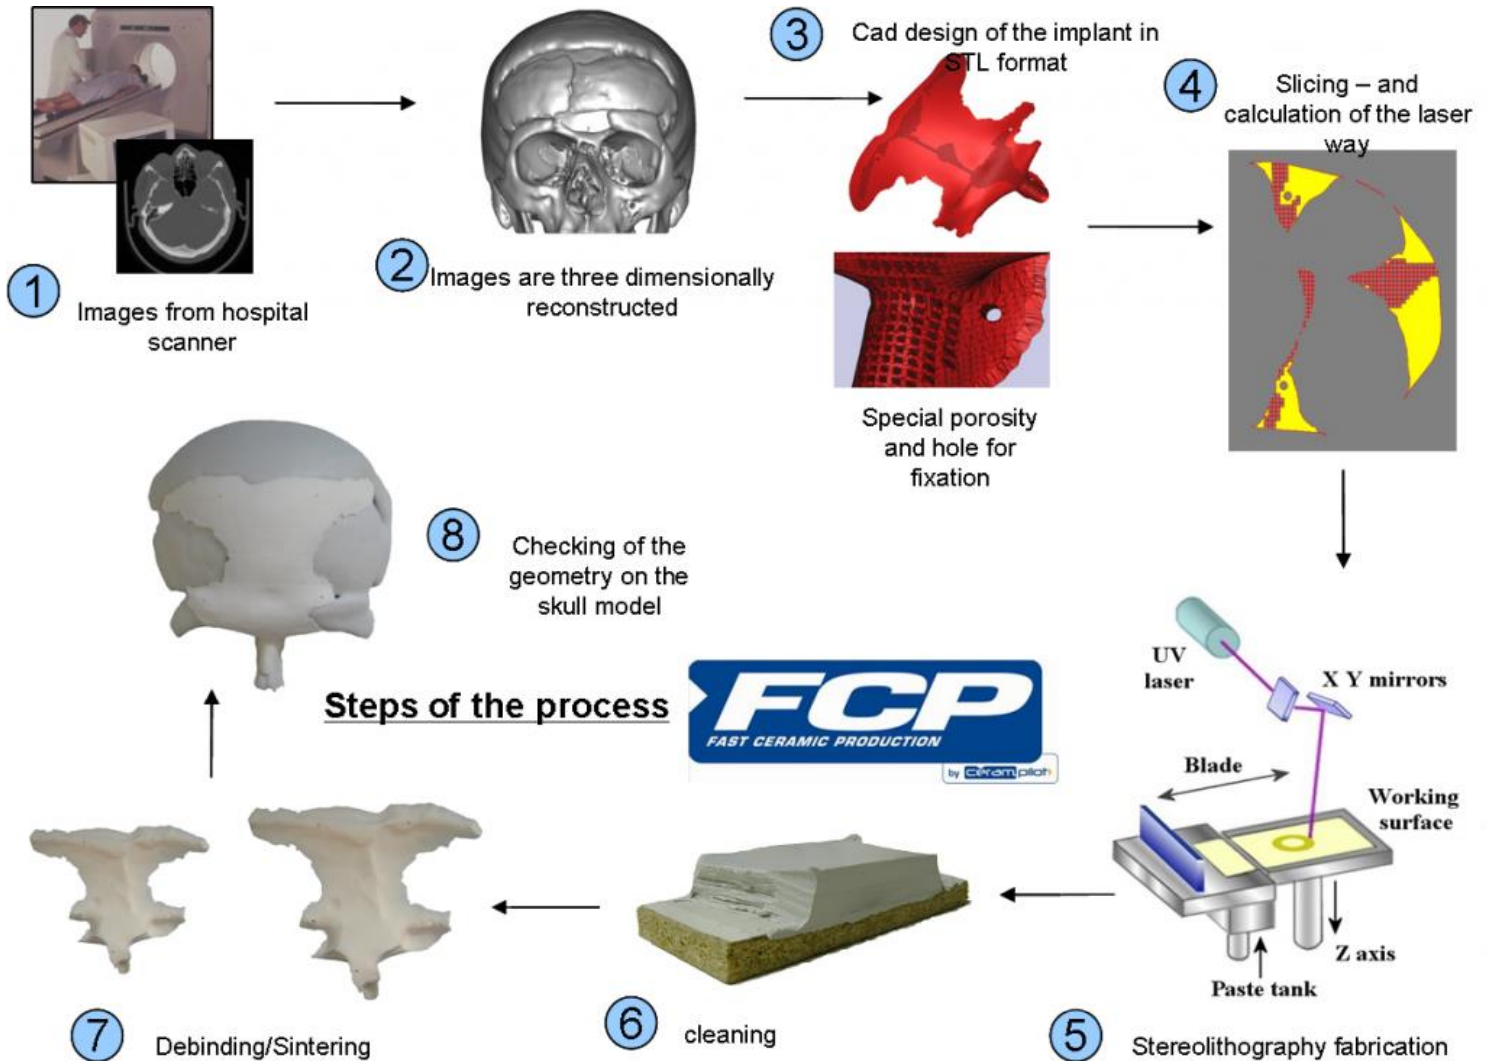 1
Images from hospital
scanner
2
Images are three dimensionally
reconstructed
3
Cad design of the implant in
STL format
Special porosity
and hole for
fixation
4
Slicing – and
calculation of the laser
way
UV
laser
X Y mirrors
Blade
Working
surface
Z axis
Paste tank
5
Stereolithography fabrication
6
cleaning
7
Debinding/Sintering
8
Checking of the
geometry on the
skull model
Steps of the process
FCP
FAST CERAMIC PRODUCTION
by cerampilot